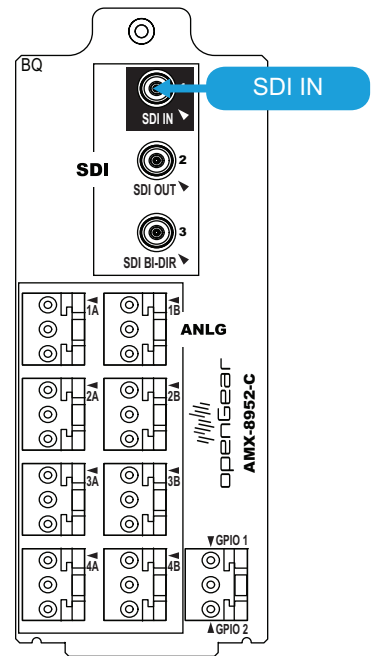 BQ
1
SDI IN
SDI IN
SDI
2
SDI OUT
3
SDI BI-DIR
1A
1B
ANLG
2A
2B
openGear
AMX-8952-C
3A
3B
GPIO 1
4A
4B
GPIO 2